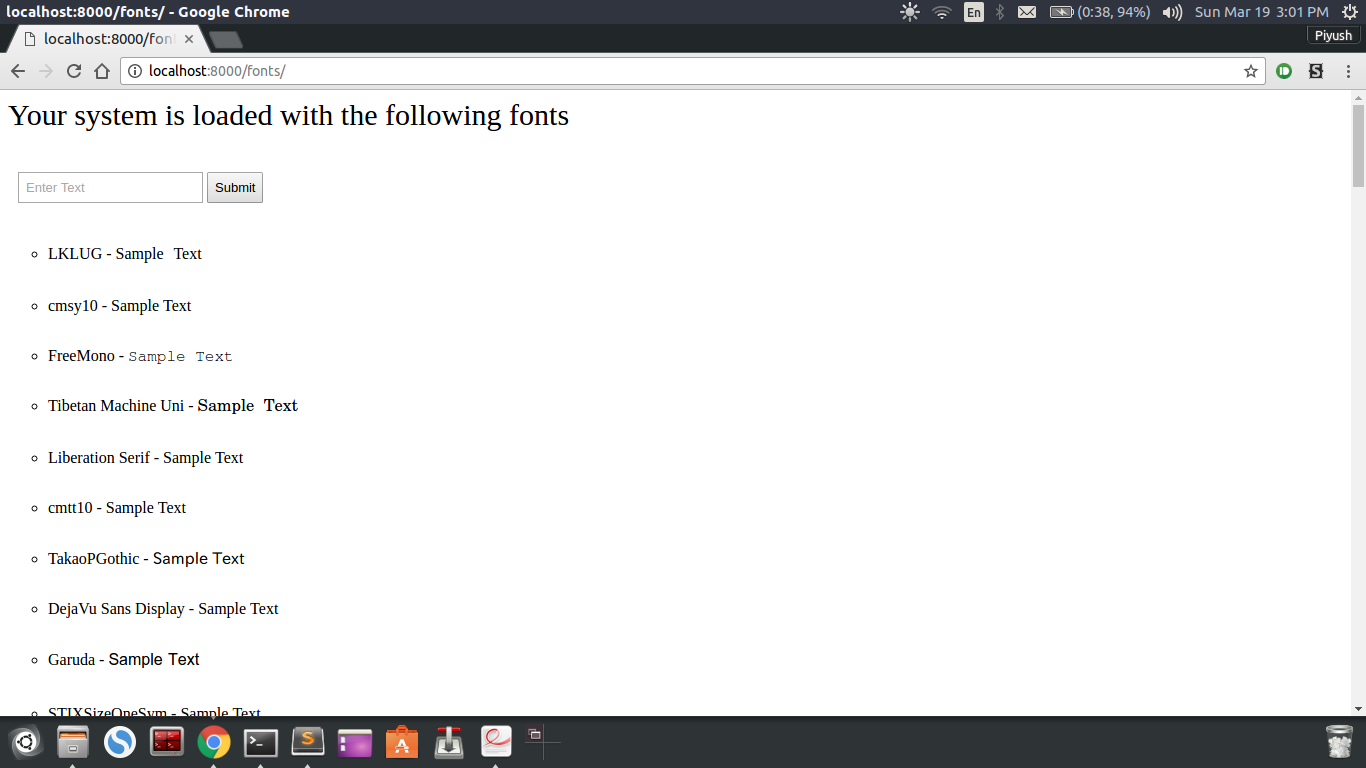 localhost:8000/fonts/ - Google Chrome
En
(0:38, 94%)
Sun Mar 19 3:01 PM
localhost:8000/fon
Piyush
localhost:8000/fonts/
Your system is loaded with the following fonts
Enter Text
Submit
LKLUG - Sample Text
cmsy10 - Sample Text
FreeMono - Sample Text
Tibetan Machine Uni - Sample Text
Liberation Serif - Sample Text
cmtt10 - Sample Text
TakaoPGothic - Sample Text
DejaVu Sans Display - Sample Text
Garuda - Sample Text
STIXSizeOneSym - Sample Text